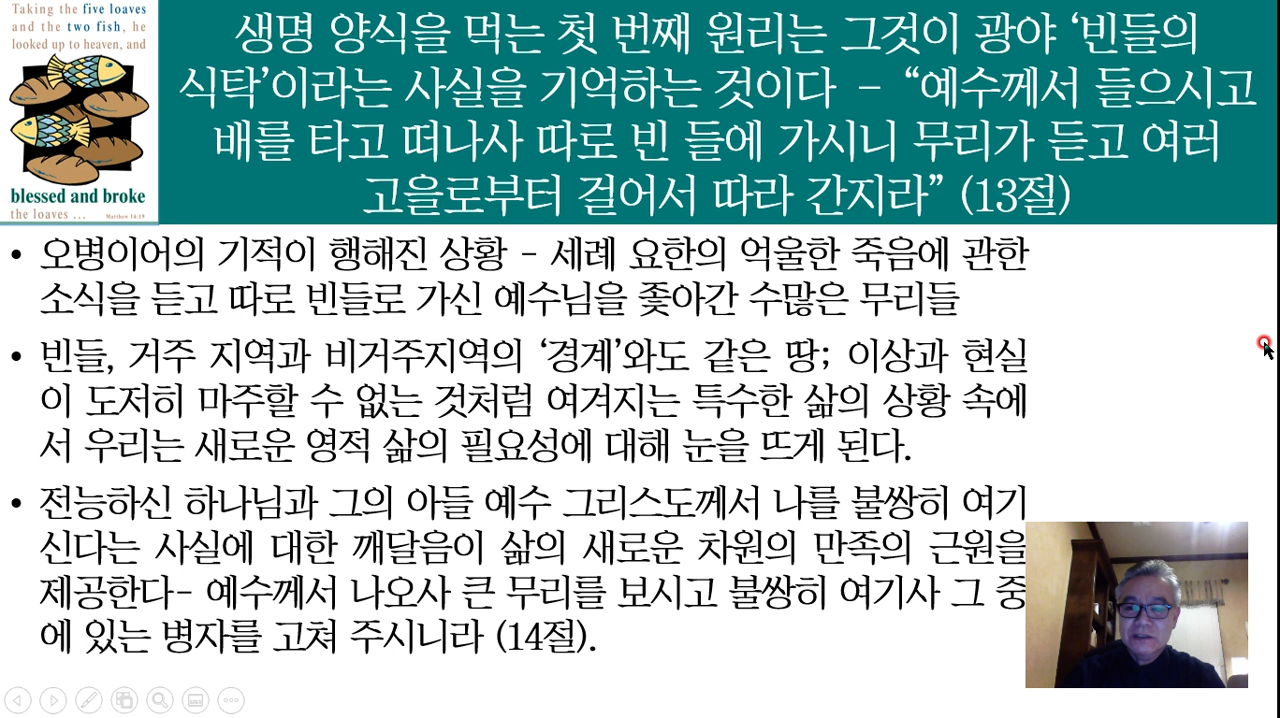 Taking the five loaves
and the two fish, he
looked up to heaven, and
blessed and broke
the loaves ...
Matthew 14:19
생명 양식을 먹는 첫 번째 원리는 그것이 광야 ‘빈들의
식탁’이라는 사실을 기억하는 것이다 – “예수께서 들으시고
배를 타고 떠나사 따로 빈 들에 가시니 무리가 듣고 여러
고을로부터 걸어서 따라 간지라” (13절)
• 오병이어의 기적이 행해진 상황 – 세례 요한의 억울한 죽음에 관한
소식을 듣고 따로 빈들로 가신 예수님을 좇아간 수많은 무리들
• 빈들, 거주 지역과 비거주지역의 ‘경계’와도 같은 땅; 이상과 현실
이 도저히 마주할 수 없는 것처럼 여겨지는 특수한 삶의 상황 속에
서 우리는 새로운 영적 삶의 필요성에 대해 눈을 뜨게 된다.
• 전능하신 하나님과 그의 아들 예수 그리스도께서 나를 불쌍히 여기
신다는 사실에 대한 깨달음이 삶의 새로운 차원의 만족의 근원을
제공한다– 예수께서 나오사 큰 무리를 보시고 불쌍히 여기사 그 중
에 있는 병자를 고쳐 주시니라 (14절).